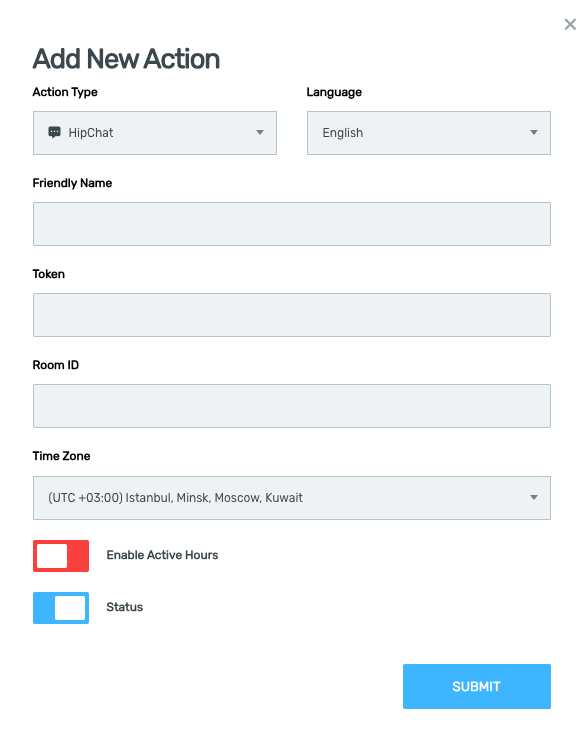 Add New Action
Action Type
Language
HipChat
English
Friendly Name
Token
Room ID
Time Zone
(UTC +03:00) Istanbul, Minsk, Moscow, Kuwait
Enable Active Hours
Status
SUBMIT